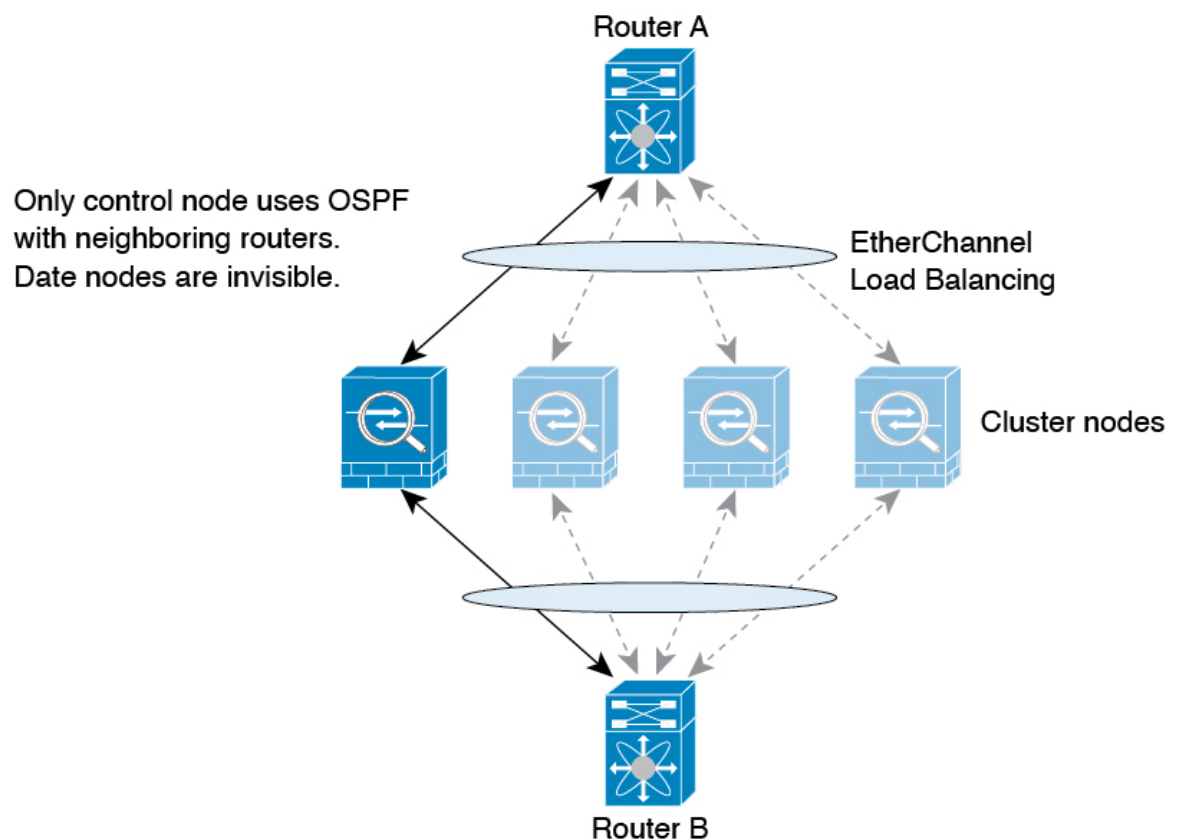 Router A
Only control node uses OSPF
with neighboring routers.
Date nodes are invisible.
EtherChannel
Load Balancing
Cluster nodes
Router B